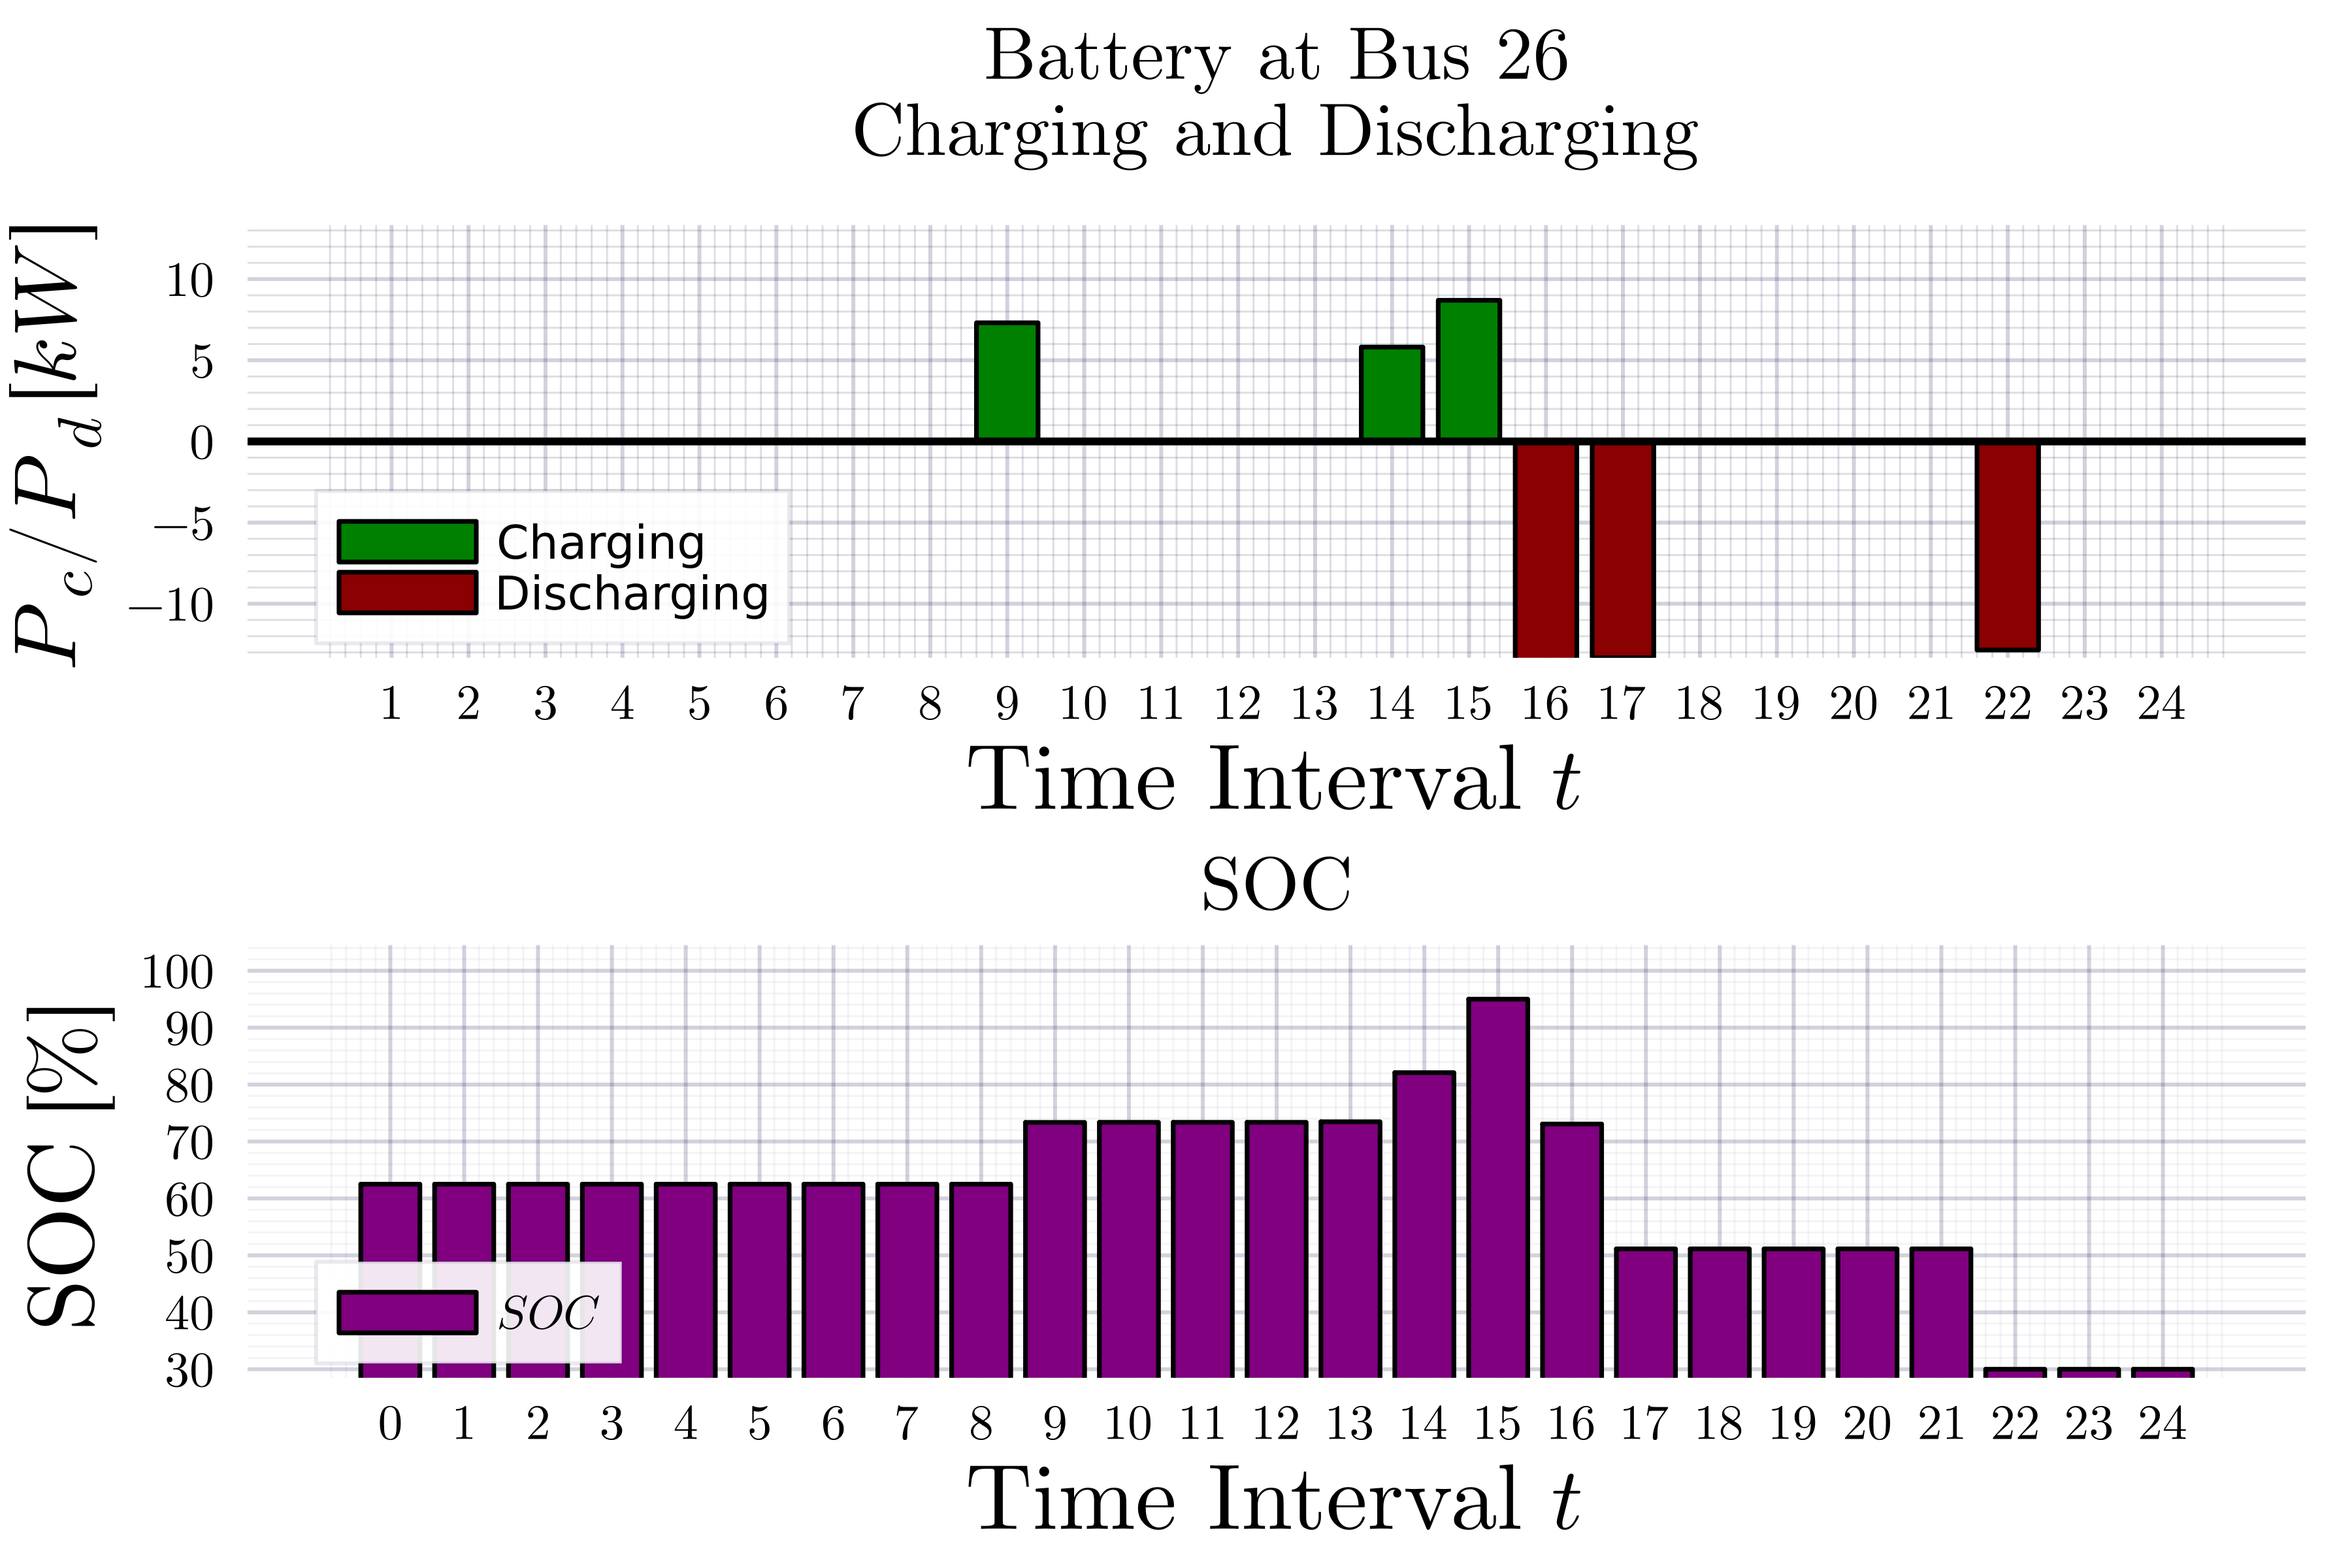 Battery at Bus 26
Charging and Discharging
P_c/P_d [kW]
10
5
0
−5
−10
Charging
Discharging
1 2 3 4 5 6 7 8 9 10 11 12 13 14 15 16 17 18 19 20 21 22 23 24
Time Interval t
SOC
SOC [%]
100
90
80
70
60
50
40
30
SOC
0 1 2 3 4 5 6 7 8 9 10 11 12 13 14 15 16 17 18 19 20 21 22 23 24
Time Interval t